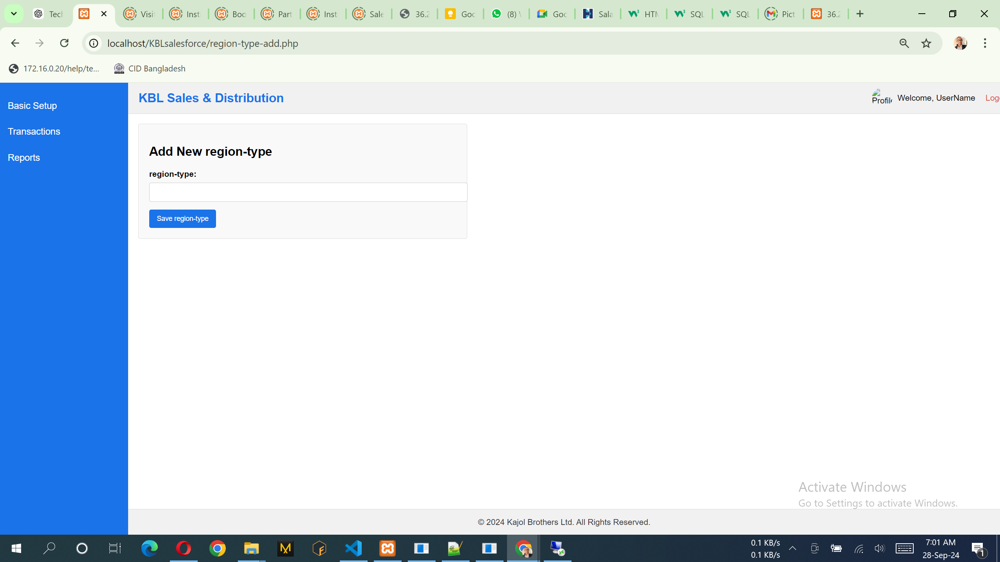 Tech
Visit
Insti
Boo
Part
Inst
Sale
36.2
Goo
(8)
Goo
Sala
HTM
SQL
SQL
Pict
36.2
localhost/KBLsalesforce/region-type-add.php
172.16.0.20/help/te...
CID Bangladesh
KBL Sales & Distribution
Profile
Welcome, UserName
Logo
Basic Setup
Transactions
Reports
Add New region-type
region-type:
Save region-type
Activate Windows
Go to Settings to activate Windows.
© 2024 Kajol Brothers Ltd. All Rights Reserved.
0.1 KB/s
0.1 KB/s
7:01 AM
28-Sep-24
1